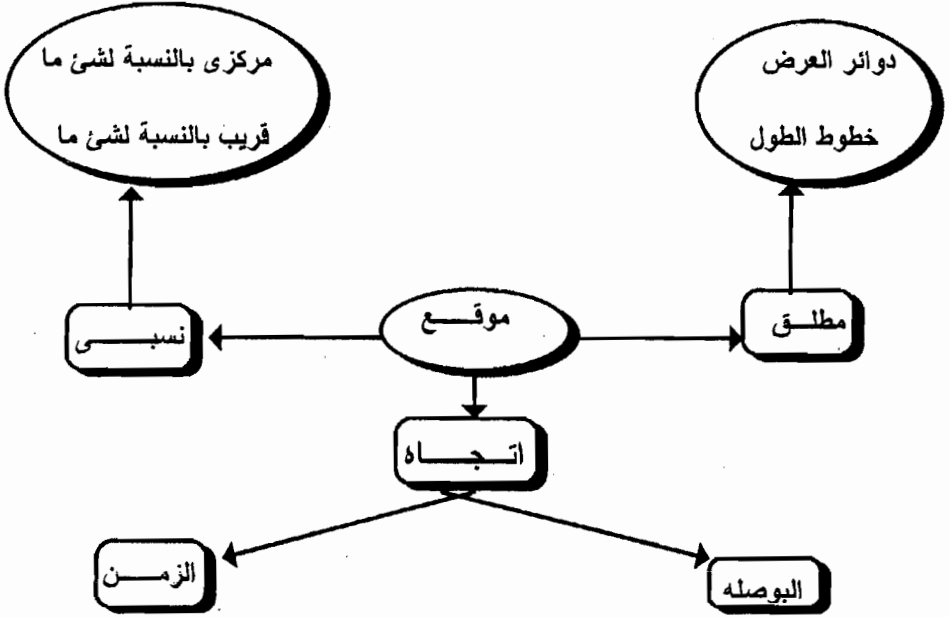 دوائر العرض
خطوط الطول
مركزى بالنسبة لشئ ما
قريب بالنسبة لشئ ما
مطلق
موقع
نسبى
اتجاه
البوصله
الزمن